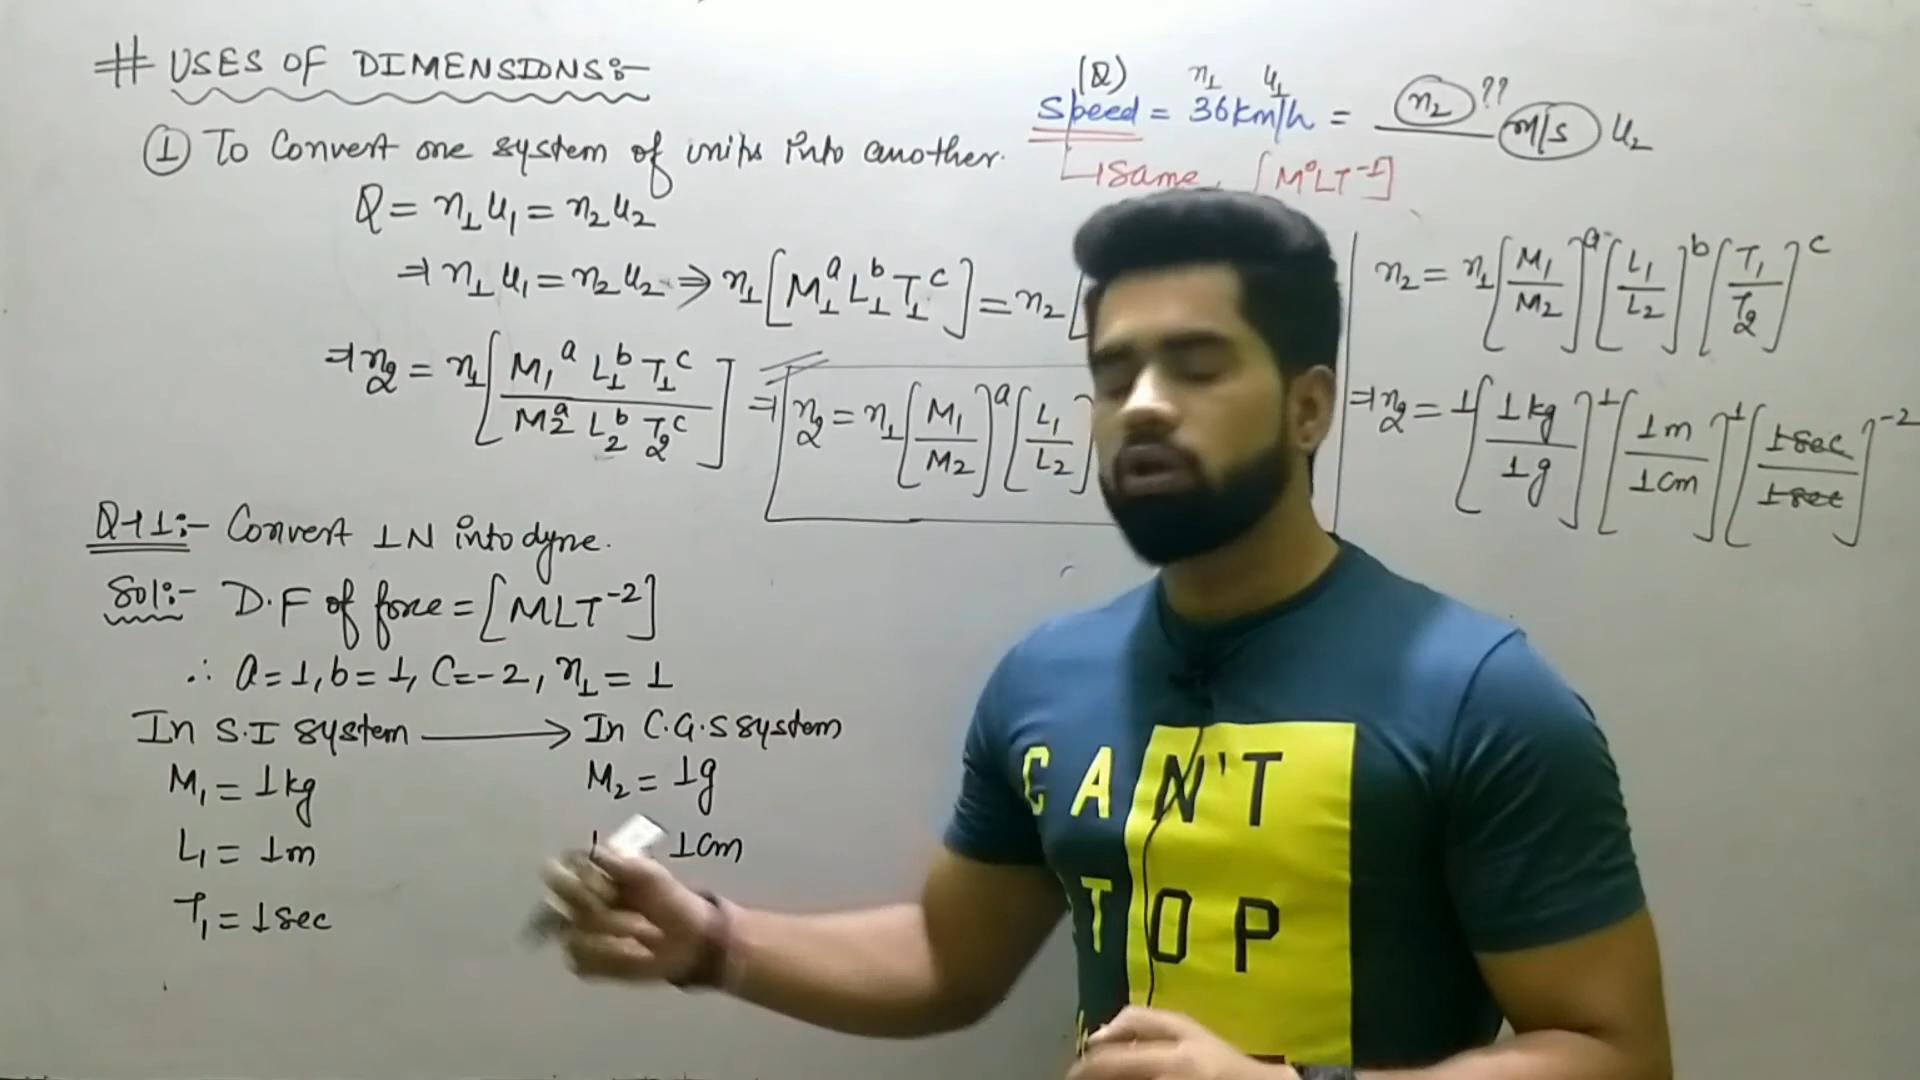 # USES OF DIMENSIONS:-
① To Convert one system of units into another.
Q = n₁u₁ = n₂u₂
⇒ n₁u₁ = n₂u₂ ⇒ n₁[M₁ᵃ L₁ᵇ T₁ᶜ] = n₂[
⇒ n₂ = n₁[M₁ᵃ L₁ᵇ T₁ᶜ / M₂ᵃ L₂ᵇ T₂ᶜ] ⇒ n₂ = n₁[M₁/M₂]ᵃ [L₁/L₂]
Q-1:- Convert 1N into dyne.
Sol:- D.F of force = [MLT⁻²]
∴ a=1, b=1, C=-2, n₁=1
In S.I system ⟶ In C.G.S system
M₁ = 1kg M₂ = 1g
L₁ = 1m 1cm
T₁ = 1sec
(Q) n₁ u₁
Speed = 36km/h = n₂ ?? m/s u₂
↳ same, [M⁰LT⁻¹]
n₂ = n₁[M₁/M₂]ᵃ [L₁/L₂]ᵇ [T₁/T₂]ᶜ
⇒ n₂ = 1[1kg/1g]¹ [1m/1cm]¹ [1sec/1sec]⁻²
CAN'T
TOP